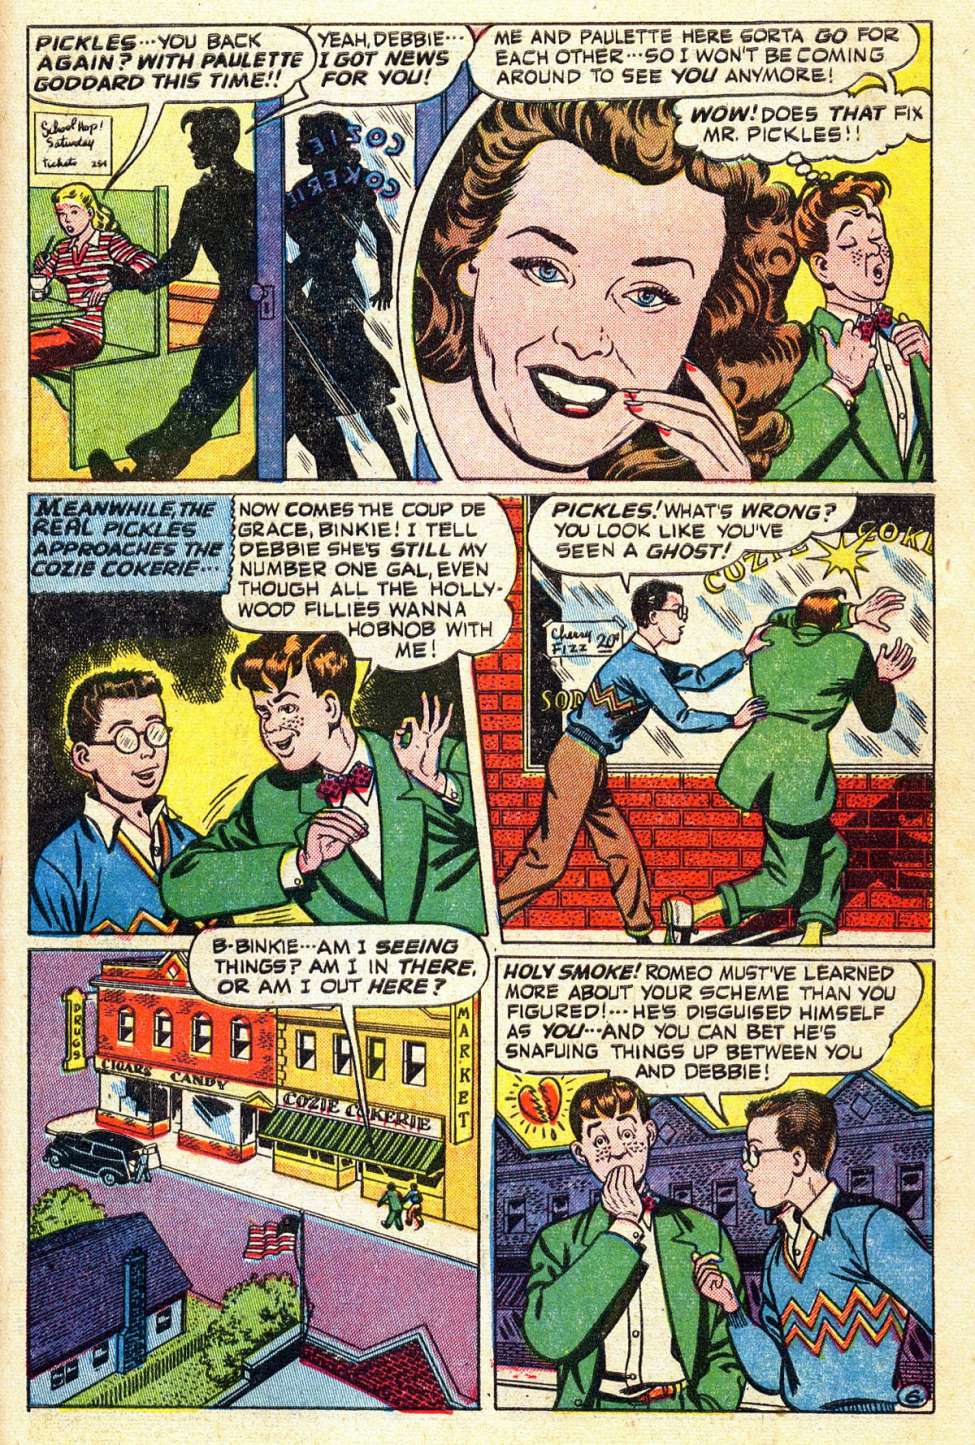 PICKLES...YOU BACK
AGAIN? WITH PAULETTE
GODDARD THIS TIME!!
YEAH, DEBBIE...
I GOT NEWS
FOR YOU!
School Hop!
Saturday
tickets 25¢
COZIE
COKERIE
ME AND PAULETTE HERE SORTA GO FOR
EACH OTHER...SO I WON'T BE COMING
AROUND TO SEE YOU ANYMORE!
WOW! DOES THAT FIX
MR. PICKLES!!
MEANWHILE, THE
REAL PICKLES
APPROACHES THE
COZIE COKERIE...
NOW COMES THE COUP DE
GRACE, BINKIE! I TELL
DEBBIE SHE'S STILL MY
NUMBER ONE GAL, EVEN
THOUGH ALL THE HOLLY-
WOOD FILLIES WANNA
HOBNOB WITH
ME!
PICKLES! WHAT'S WRONG?
YOU LOOK LIKE YOU'VE
SEEN A GHOST!
COZIE COKE
Cherry
FIZZ 20¢
SOD
B-BINKIE...AM I SEEING
THINGS? AM I IN THERE,
OR AM I OUT HERE?
DRUGS
CIGARS CANDY
COZIE COKERIE
MARKET
HOLY SMOKE! ROMEO MUST'VE LEARNED
MORE ABOUT YOUR SCHEME THAN YOU
FIGURED!...HE'S DISGUISED HIMSELF
AS YOU...AND YOU CAN BET HE'S
SNAFUING THINGS UP BETWEEN YOU
AND DEBBIE!
6